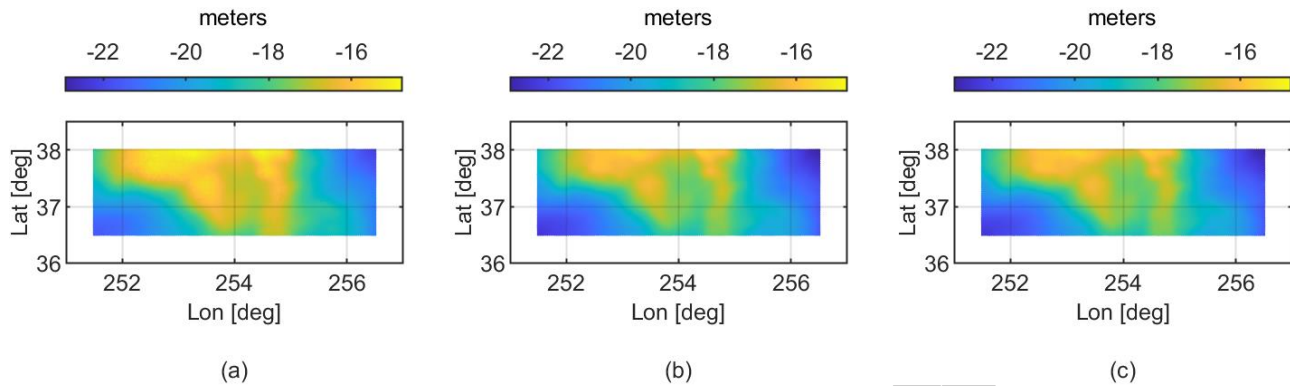 meters
-22 -20 -18 -16
38
37
36
Lat [deg]
252 254 256
Lon [deg]
(a)
meters
-22 -20 -18 -16
38
37
36
Lat [deg]
252 254 256
Lon [deg]
(b)
meters
-22 -20 -18 -16
38
37
36
Lat [deg]
252 254 256
Lon [deg]
(c)